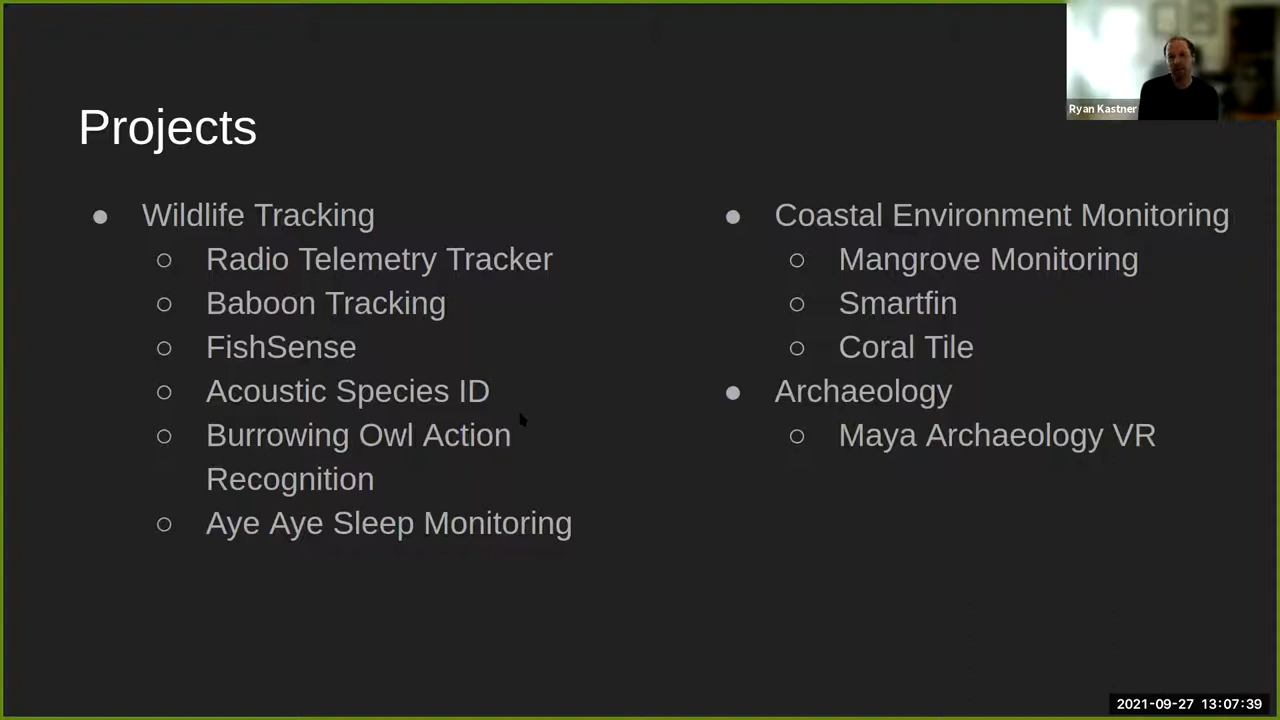 Ryan Kastner
Projects
● Wildlife Tracking
○ Radio Telemetry Tracker
○ Baboon Tracking
○ FishSense
○ Acoustic Species ID
○ Burrowing Owl Action
Recognition
○ Aye Aye Sleep Monitoring
● Coastal Environment Monitoring
○ Mangrove Monitoring
○ Smartfin
○ Coral Tile
● Archaeology
○ Maya Archaeology VR
2021-09-27 13:07:39